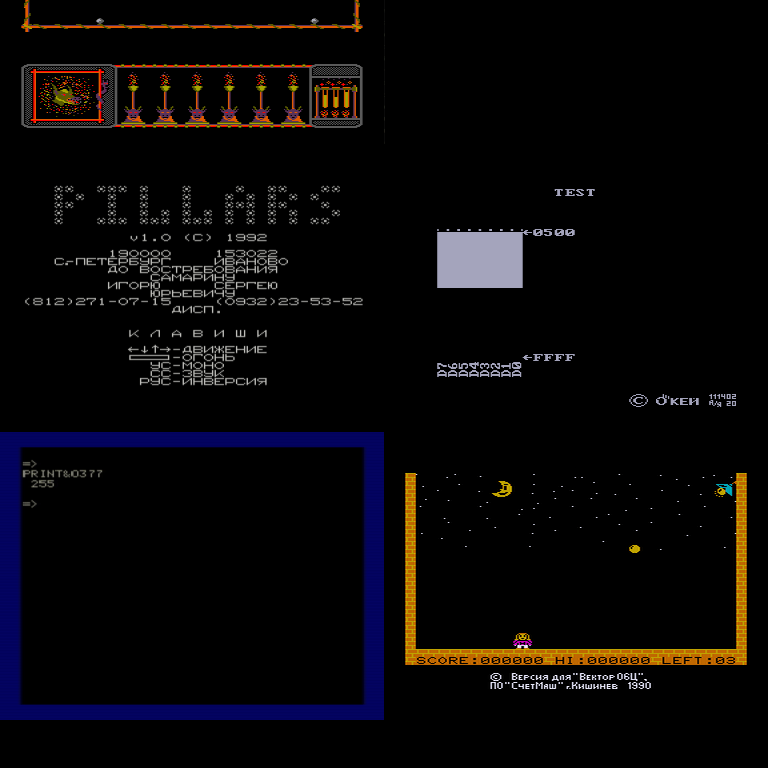 PILLARS
v1.0 (C) 1992
190000 153022
С.-ПЕТЕРБУРГ ИВАНОВО
ДО ВОСТРЕБОВАНИЯ
САМАРИНУ
ИГОРЮ СЕРГЕЮ
ЮРЬЕВИЧУ
(812)271-07-15 (0932)23-53-52
ДИСП.
К Л А В И Ш И
←↓↑→-ДВИЖЕНИЕ
-ОГОНЬ
УС-МОНО
СС-ЗВУК
РУС-ИНВЕРСИЯ
TEST
←0500
←FFFF
D7 D6 D5 D4 D3 D2 D1 D0
© О'КЕЙ 111402
А/Я 20
=>
PRINT&O377
255
=>
SCORE:000000 HI:000000 LEFT:03
© Версия для "Вектор 06Ц".
ПО "СчетМаш" г.Кишинев 1990